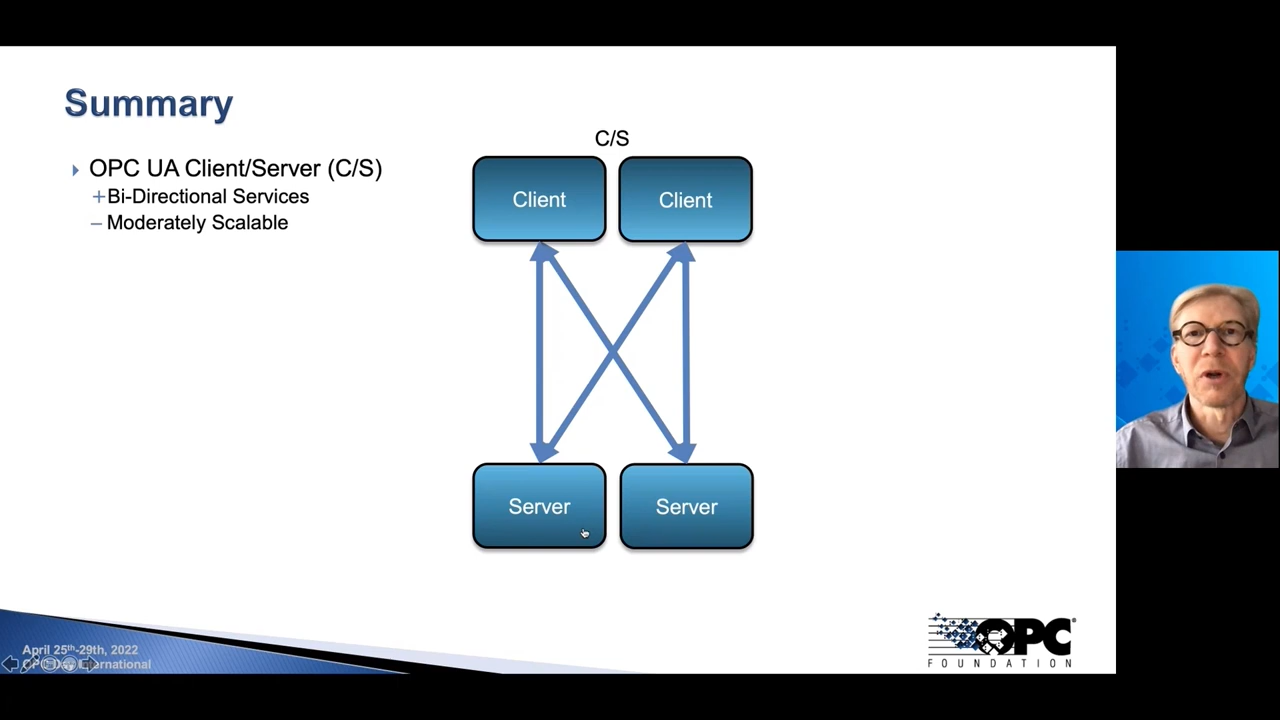 Summary
OPC UA Client/Server (C/S)
+Bi-Directional Services
– Moderately Scalable
C/S
Client
Client
Server
Server
April 25th-29th, 2022
OPC Day International
OPC®
FOUNDATION